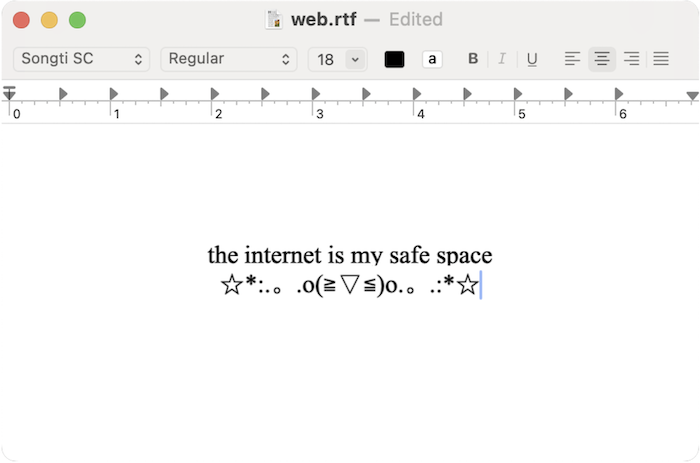 web.rtf — Edited
Songti SC Regular 18 a B I U
0 1 2 3 4 5 6
the internet is my safe space
☆*:.。.o(≧▽≦)o.。.:*☆